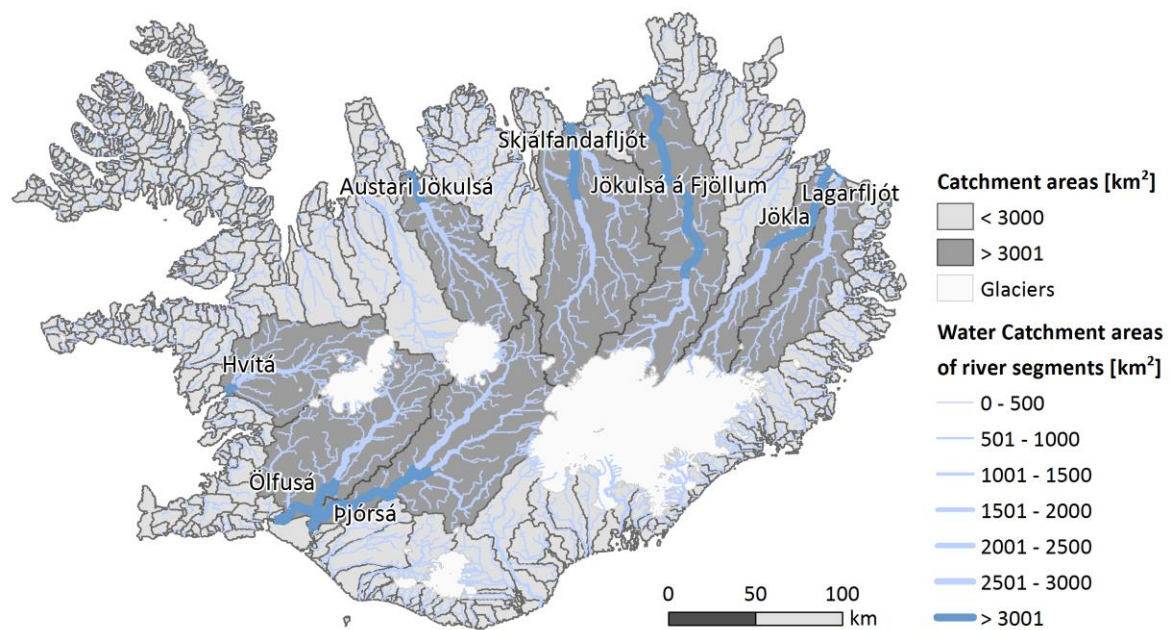 Skjálfandafljót
Austari Jökulsá
Jökulsá á Fjöllum
Lagarfljót
Jökla
Hvítá
Ölfusá
Þjórsá
Catchment areas [km²]
< 3000
> 3001
Glaciers
Water Catchment areas
of river segments [km²]
0 - 500
501 - 1000
1001 - 1500
1501 - 2000
2001 - 2500
2501 - 3000
> 3001
0 50 100
km